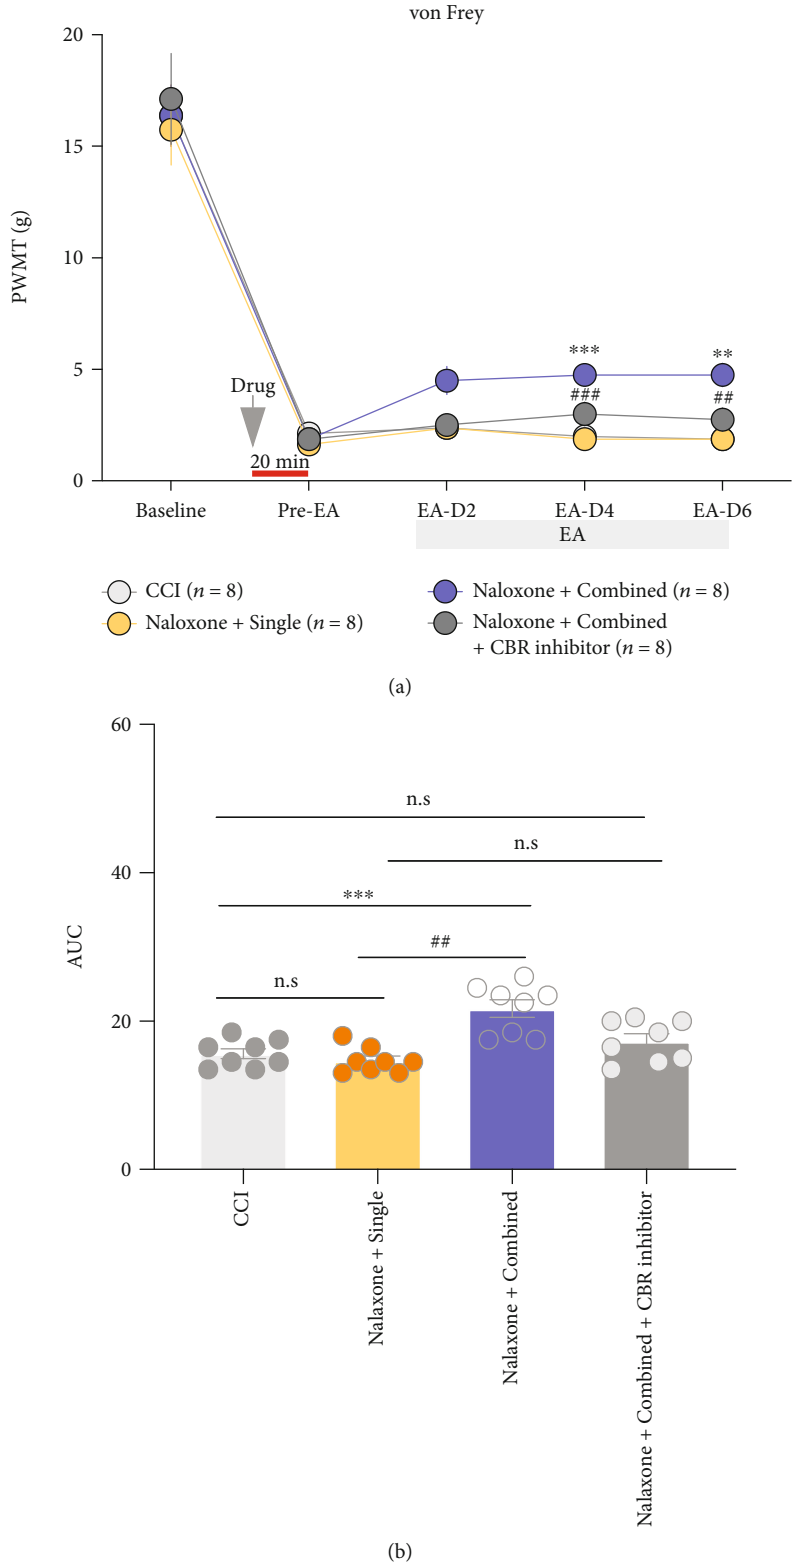 von Frey
20
15
10
5
0
PWMT (g)
Drug
20 min
***
**
###
##
Baseline
Pre-EA
EA-D2
EA-D4
EA-D6
EA
CCI (n = 8)
Naloxone + Single (n = 8)
Naloxone + Combined (n = 8)
Naloxone + Combined
+ CBR inhibitor (n = 8)
(a)
60
40
20
0
AUC
n.s
n.s
***
##
n.s
CCI
Nalaxone + Single
Nalaxone + Combined
Nalaxone + Combined + CBR inhibitor
(b)